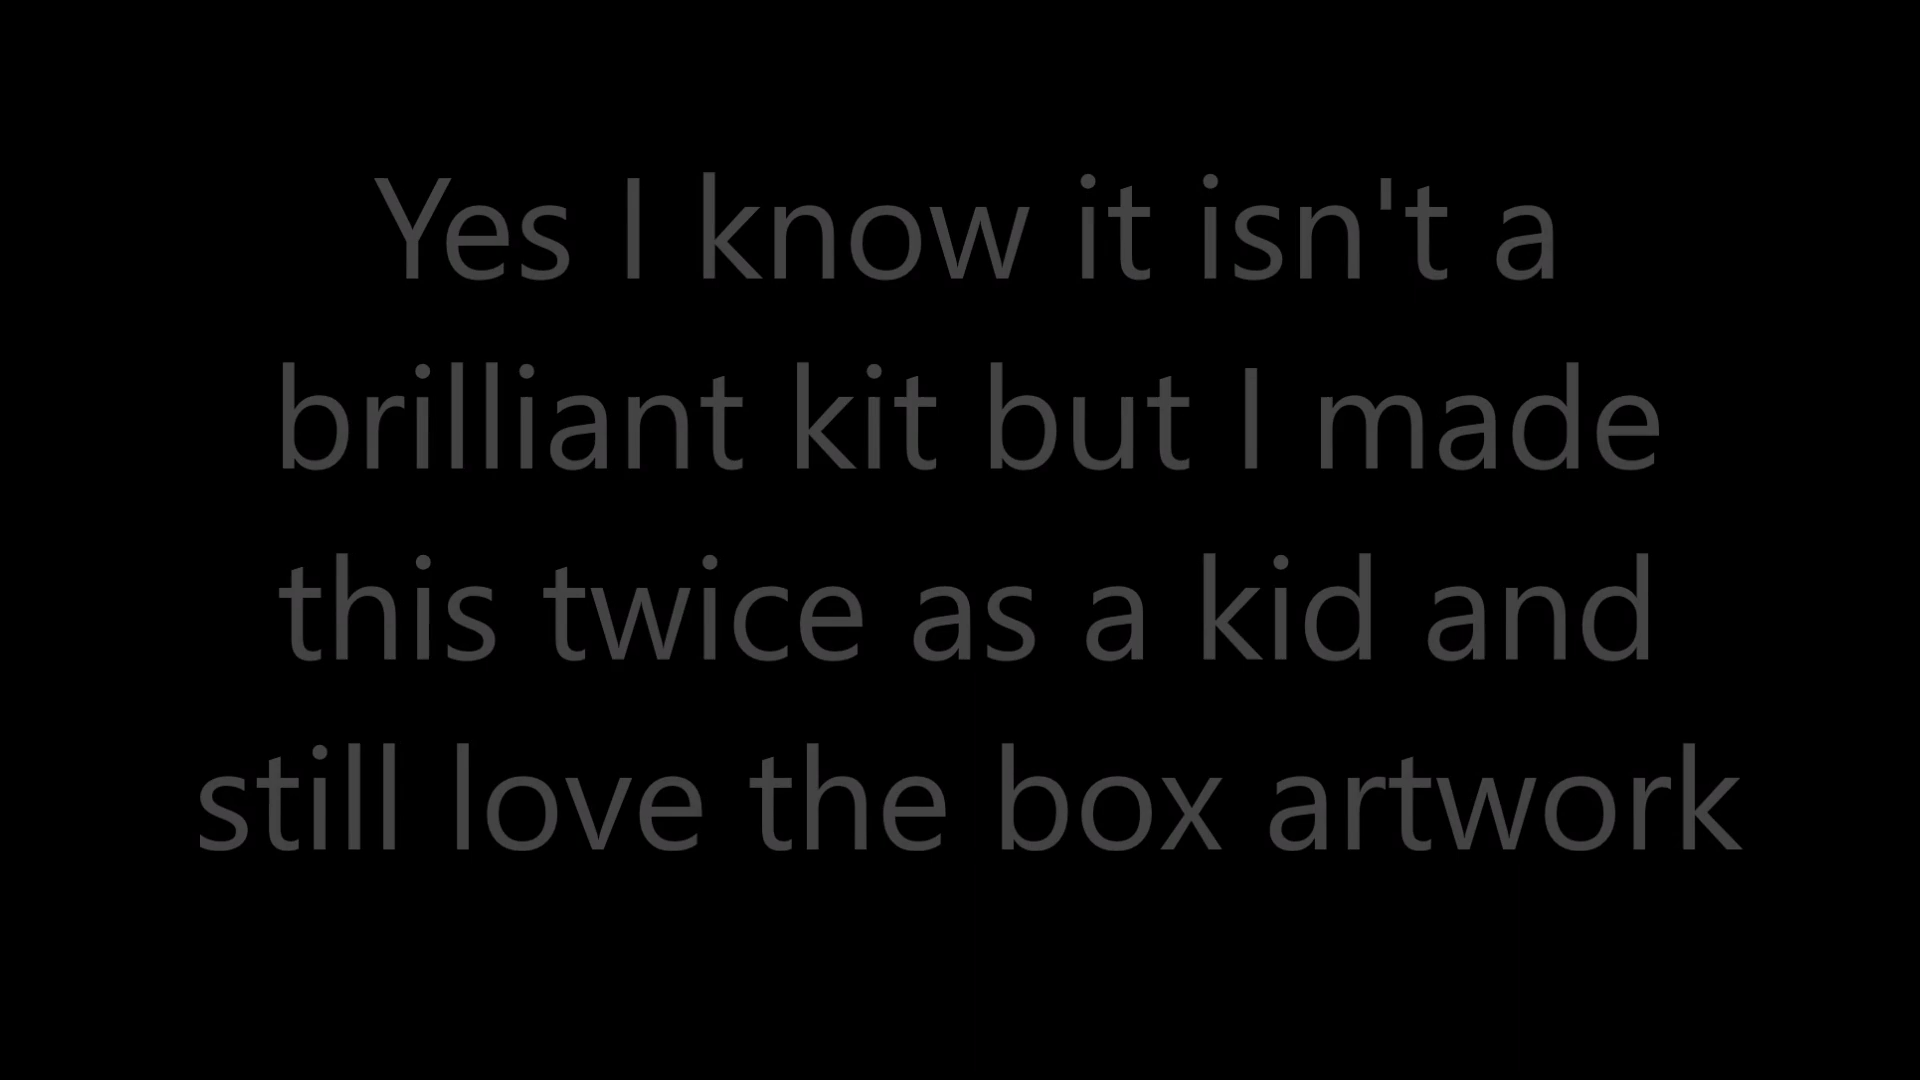 Yes I know it isn't a
brilliant kit but I made
this twice as a kid and
still love the box artwork